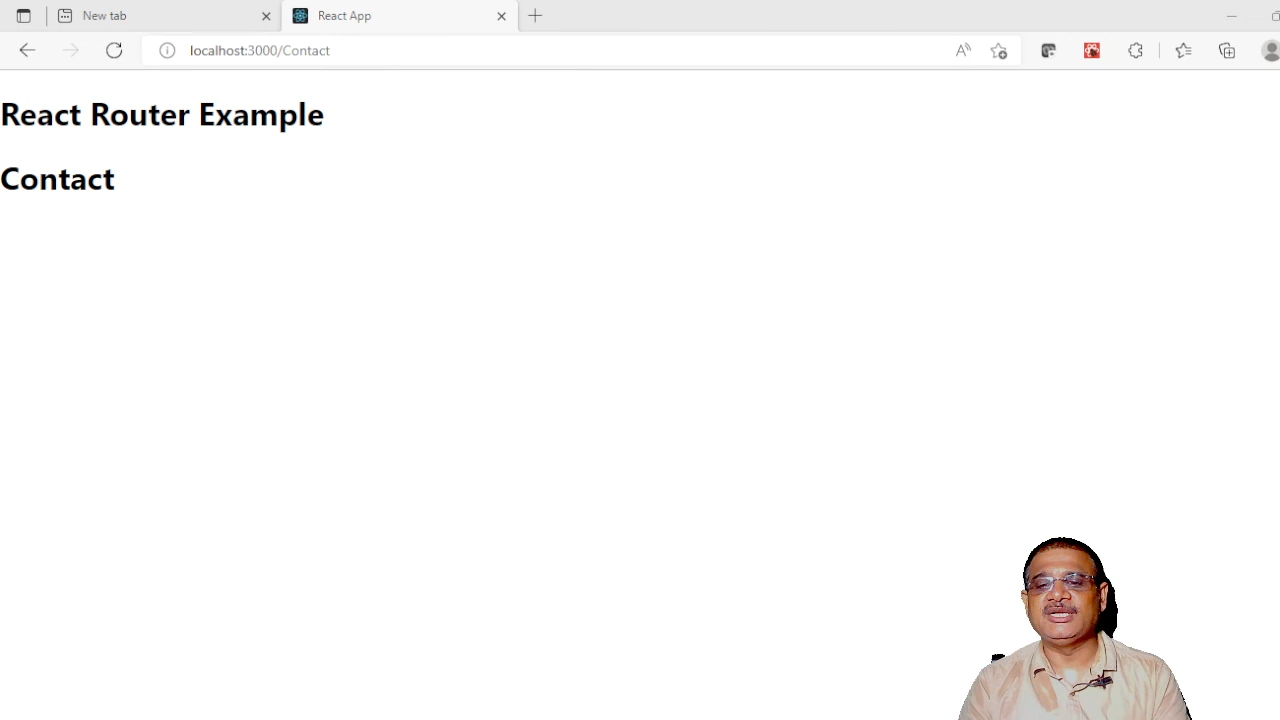 New tab
React App
localhost:3000/Contact
React Router Example
Contact